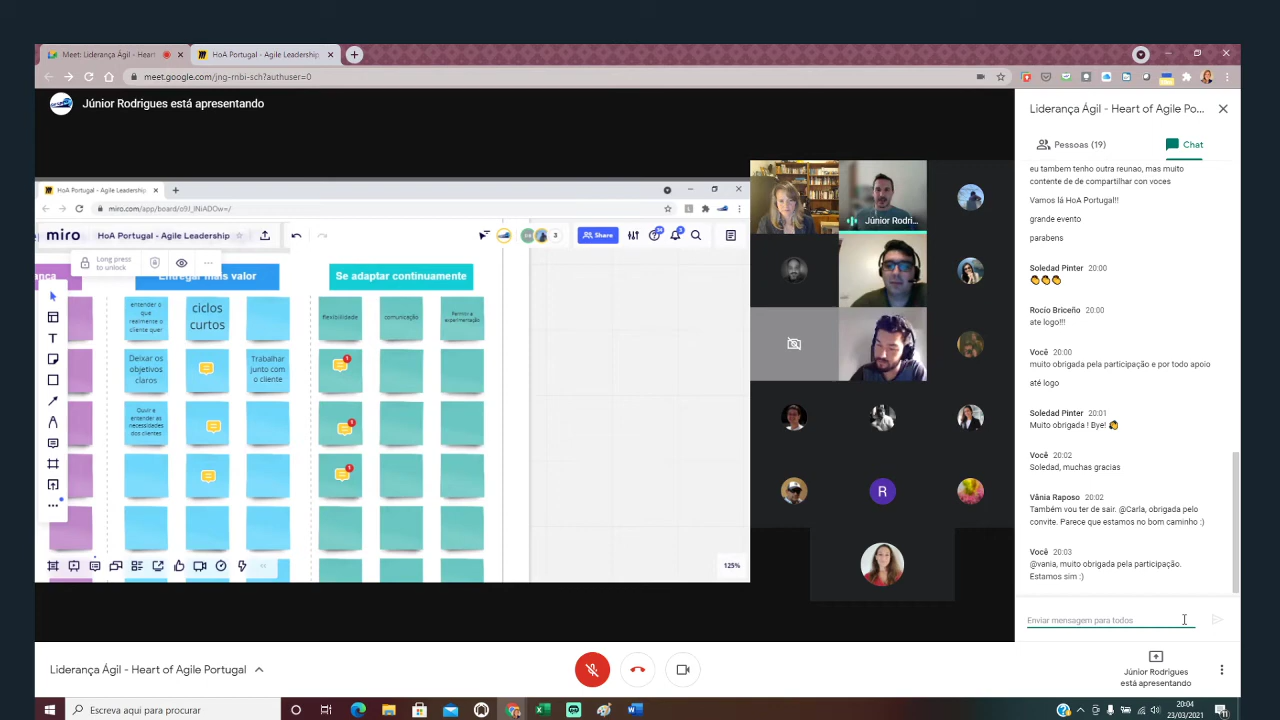 Meet: Liderança Ágil - Heart
HoA Portugal - Agile Leadership
meet.google.com/jng-rnbi-sch?authuser=0
Júnior Rodrigues está apresentando
HoA Portugal - Agile Leadership
miro.com/app/board/o9J_lNiADOw=/
miro
HoA Portugal - Agile Leadership
3
Share
Long press
to unlock
Entregar mais valor
Se adaptar continuamente
entender o
que
realmente o
cliente quer
ciclos
curtos
flexibilidade
comunicação
Permitir a
experimentação
Deixar os
objetivos
claros
Trabalhar
junto com
o cliente
Ouvir e
entender as
necessidades
dos clientes
125%
Júnior Rodri...
R
Liderança Ágil - Heart of Agile Po...
Pessoas (19)
Chat
eu tambem tenho outra reunao, mas muito
contente de de compartilhar con voces
Vamos lá HoA Portugal!!
grande evento
parabens
Soledad Pinter 20:00
👏👏👏
Rocío Briceño 20:00
ate logo!!!
Você 20:00
muito obrigada pela participação e por todo apoio
até logo
Soledad Pinter 20:01
Muito obrigada ! Bye! 👋
Você 20:02
Soledad, muchas gracias
Vânia Raposo 20:02
Também vou ter de sair. @Carla, obrigada pelo
convite. Parece que estamos no bom caminho :)
Você 20:03
@vania, muito obrigada pela participação.
Estamos sim :)
Enviar mensagem para todos
Liderança Ágil - Heart of Agile Portugal
Júnior Rodrigues
está apresentando
Escreva aqui para procurar
20:04
23/03/2021